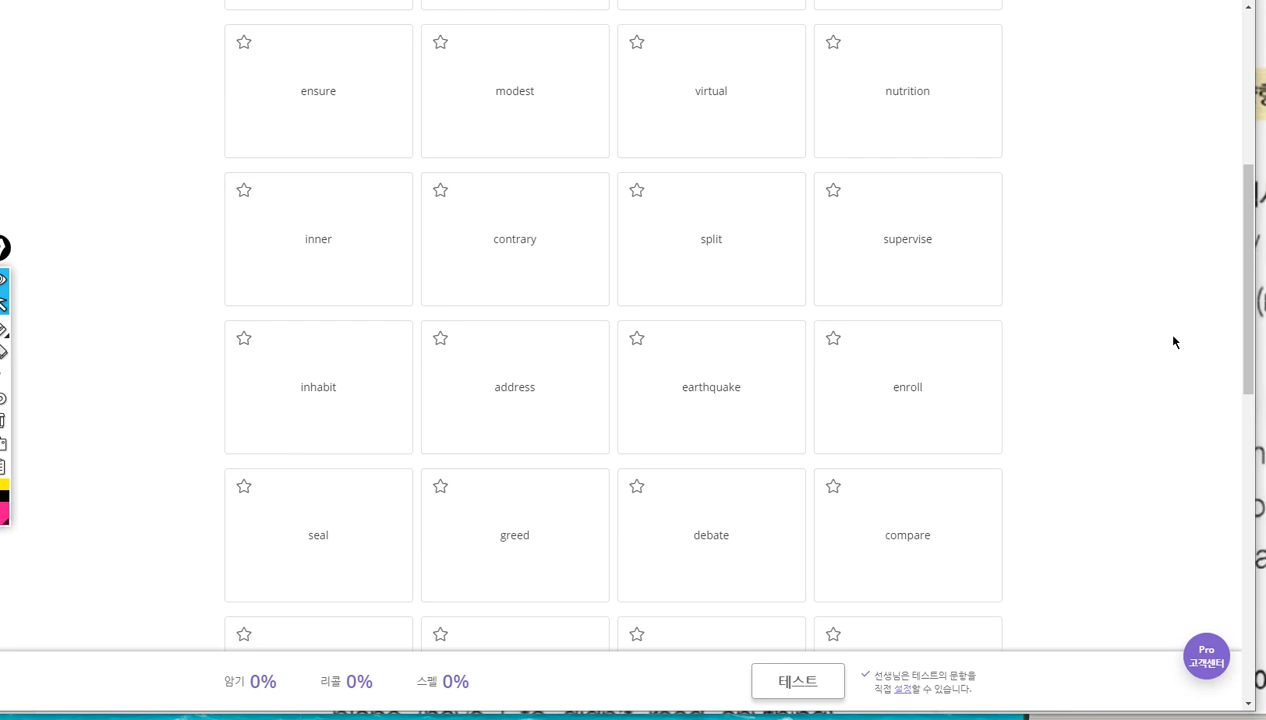 ensure modest virtual nutrition
inner contrary split supervise
inhabit address earthquake enroll
seal greed debate compare
Pro
고객센터
암기 0% 리콜 0% 스펠 0%
테스트
선생님은 테스트의 문항을
직접 설정할 수 있습니다.